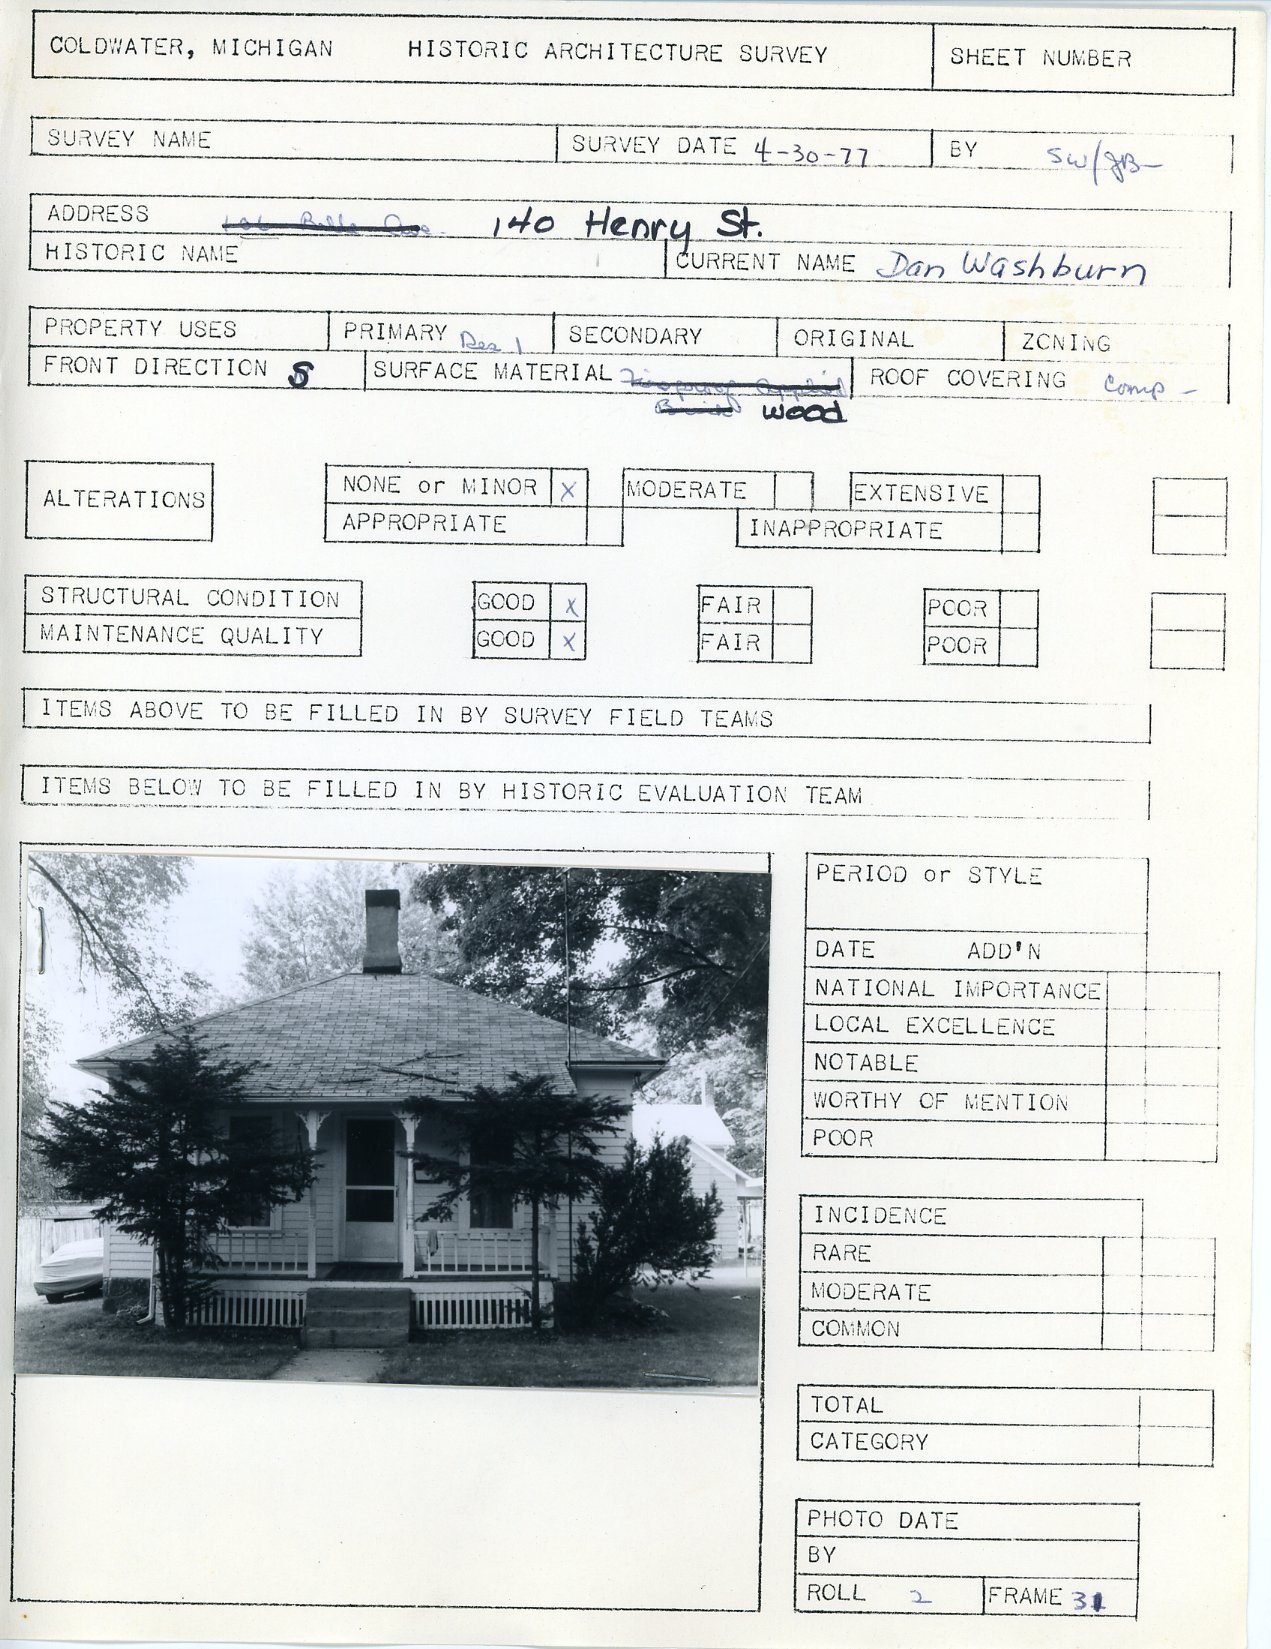 COLDWATER, MICHIGAN HISTORIC ARCHITECTURE SURVEY SHEET NUMBER
SURVEY NAME SURVEY DATE 4-30-77 BY SW/JB
ADDRESS 140 Henry St.
HISTORIC NAME CURRENT NAME Dan Washburn
PROPERTY USES PRIMARY Res 1 SECONDARY ORIGINAL ZONING
FRONT DIRECTION S SURFACE MATERIAL ROOF COVERING Comp -
wood
ALTERATIONS NONE or MINOR X MODERATE EXTENSIVE
APPROPRIATE INAPPROPRIATE
STRUCTURAL CONDITION GOOD X FAIR POOR
MAINTENANCE QUALITY GOOD X FAIR POOR
ITEMS ABOVE TO BE FILLED IN BY SURVEY FIELD TEAMS
ITEMS BELOW TO BE FILLED IN BY HISTORIC EVALUATION TEAM
PERIOD or STYLE
DATE ADD'N
NATIONAL IMPORTANCE
LOCAL EXCELLENCE
NOTABLE
WORTHY OF MENTION
POOR
INCIDENCE
RARE
MODERATE
COMMON
TOTAL
CATEGORY
PHOTO DATE
BY
ROLL 2 FRAME 31